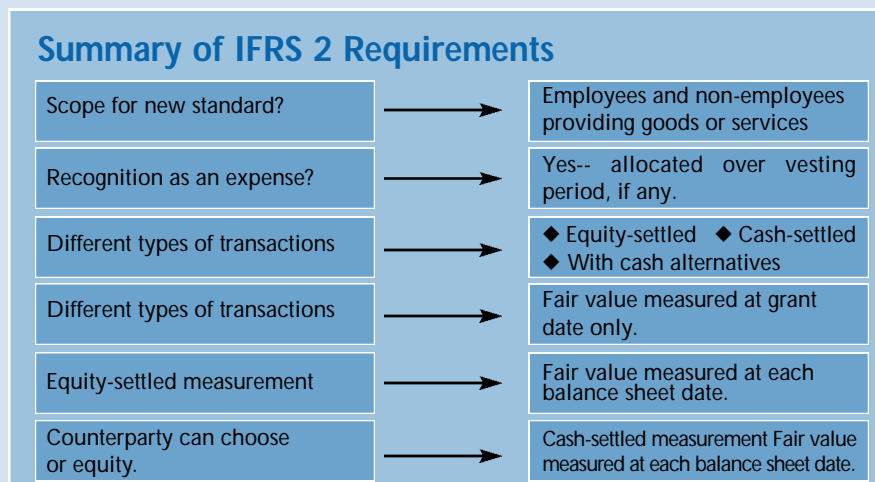 Summary of IFRS 2 Requirements
Scope for new standard?
Employees and non-employees
providing goods or services
Recognition as an expense?
Yes-- allocated over vesting
period, if any.
Different types of transactions
◆ Equity-settled ◆ Cash-settled
◆ With cash alternatives
Different types of transactions
Fair value measured at grant
date only.
Equity-settled measurement
Fair value measured at each
balance sheet date.
Counterparty can choose
or equity.
Cash-settled measurement Fair value
measured at each balance sheet date.